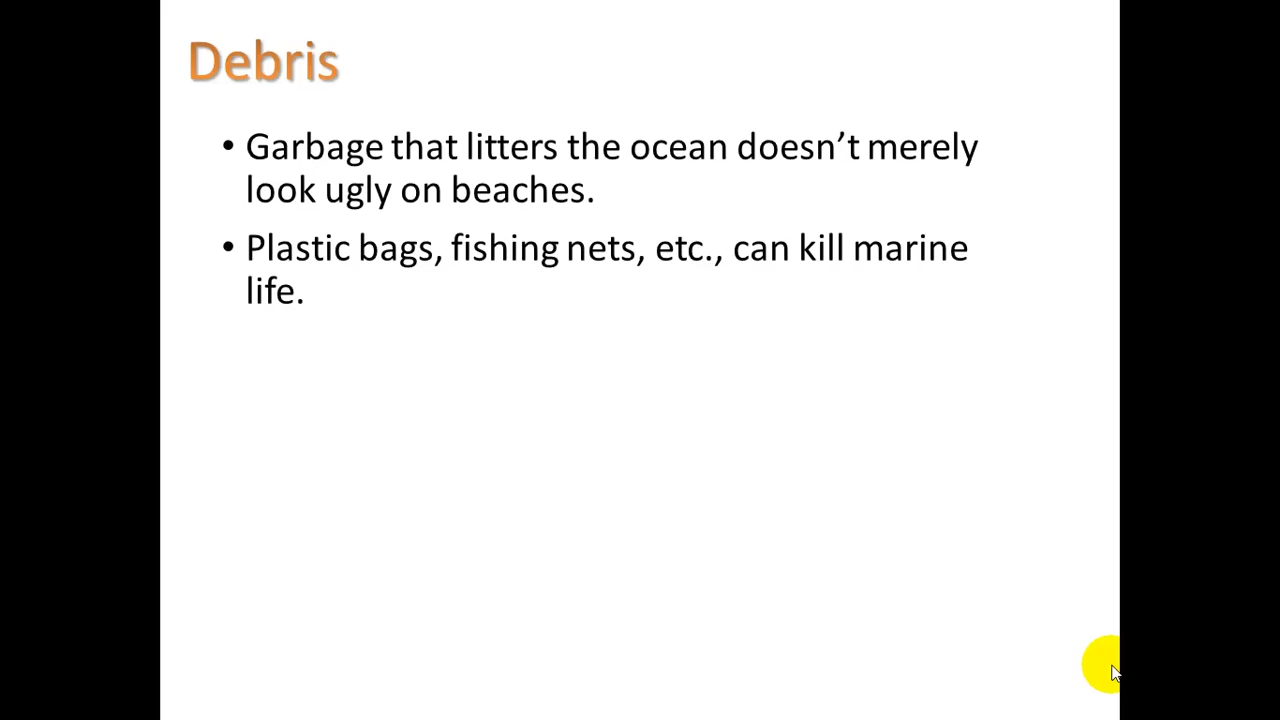 Debris
• Garbage that litters the ocean doesn’t merely
look ugly on beaches.
• Plastic bags, fishing nets, etc., can kill marine
life.